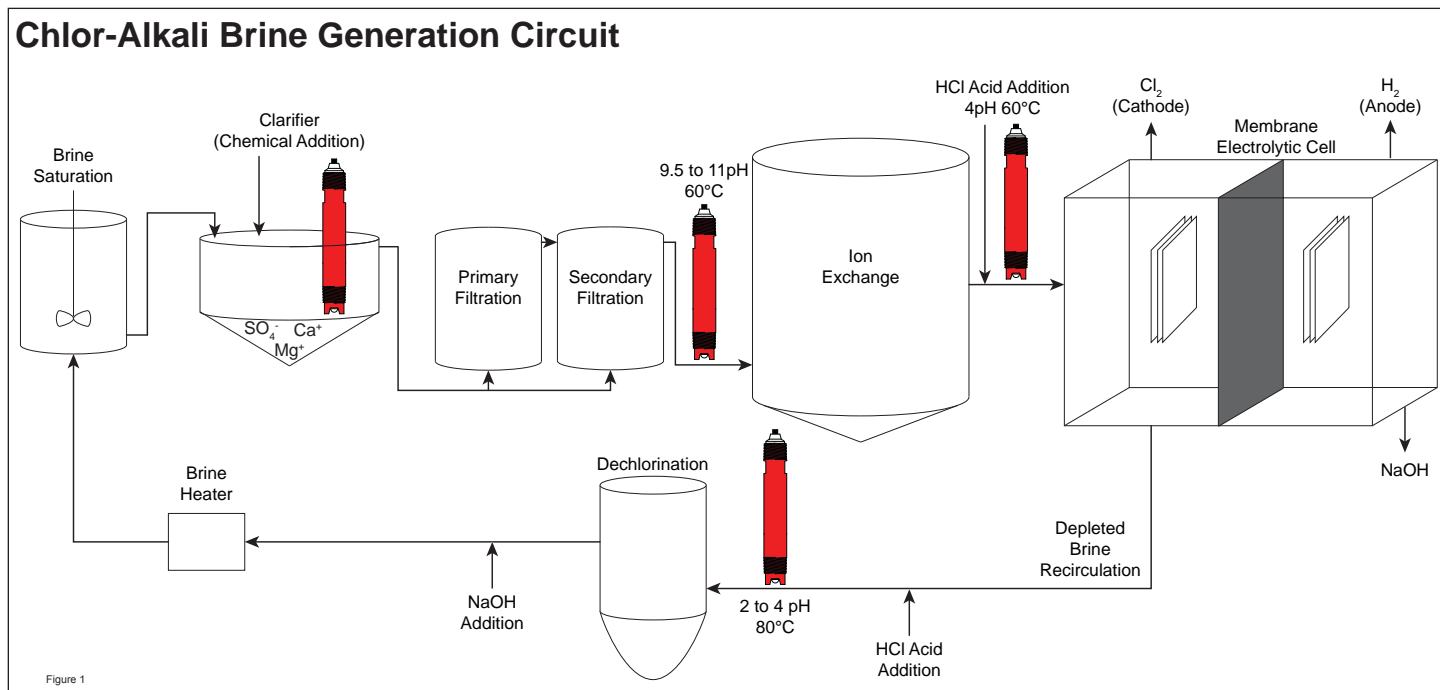 Chlor-Alkali Brine Generation Circuit
Brine
Saturation
Clarifier
(Chemical Addition)
SO₄⁻ Ca⁺
Mg⁺
Primary
Filtration
Secondary
Filtration
9.5 to 11pH
60°C
Ion
Exchange
HCl Acid Addition
4pH 60°C
Cl₂
(Cathode)
H₂
(Anode)
Membrane
Electrolytic Cell
NaOH
Depleted
Brine
Recirculation
HCl Acid
Addition
2 to 4 pH
80°C
Dechlorination
NaOH
Addition
Brine
Heater
Figure 1